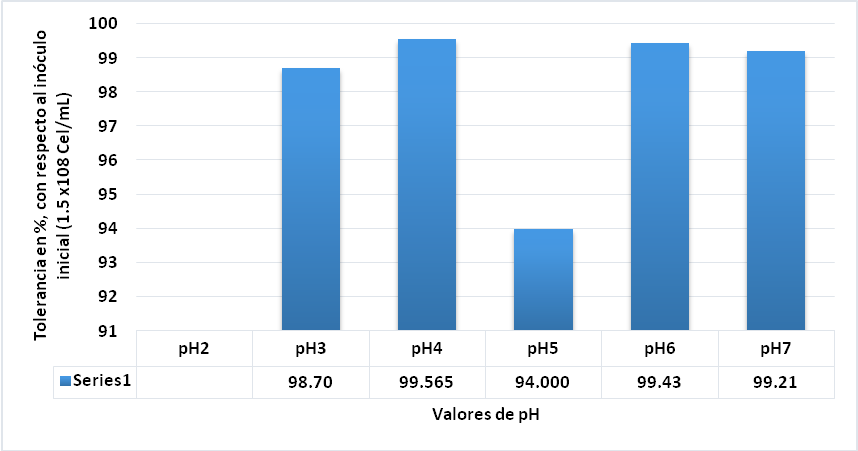 Tolerancia en %, con respecto al inóculo
inicial (1.5 x108 Cel/mL)
100
99
98
97
96
95
94
93
92
91
pH2 pH3 pH4 pH5 pH6 pH7
Series1 98.70 99.565 94.000 99.43 99.21
Valores de pH